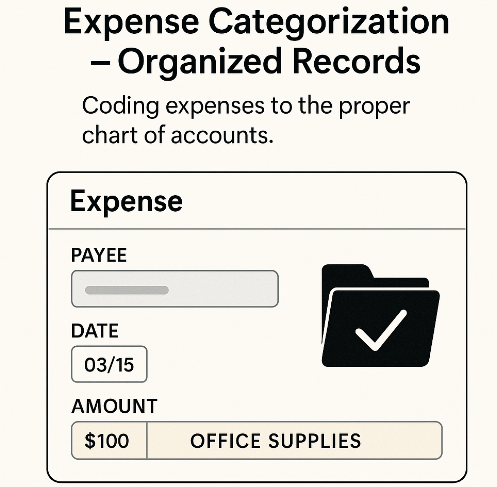 Expense Categorization
– Organized Records
Coding expenses to the proper
chart of accounts.
Expense
PAYEE
DATE
03/15
AMOUNT
$100 OFFICE SUPPLIES